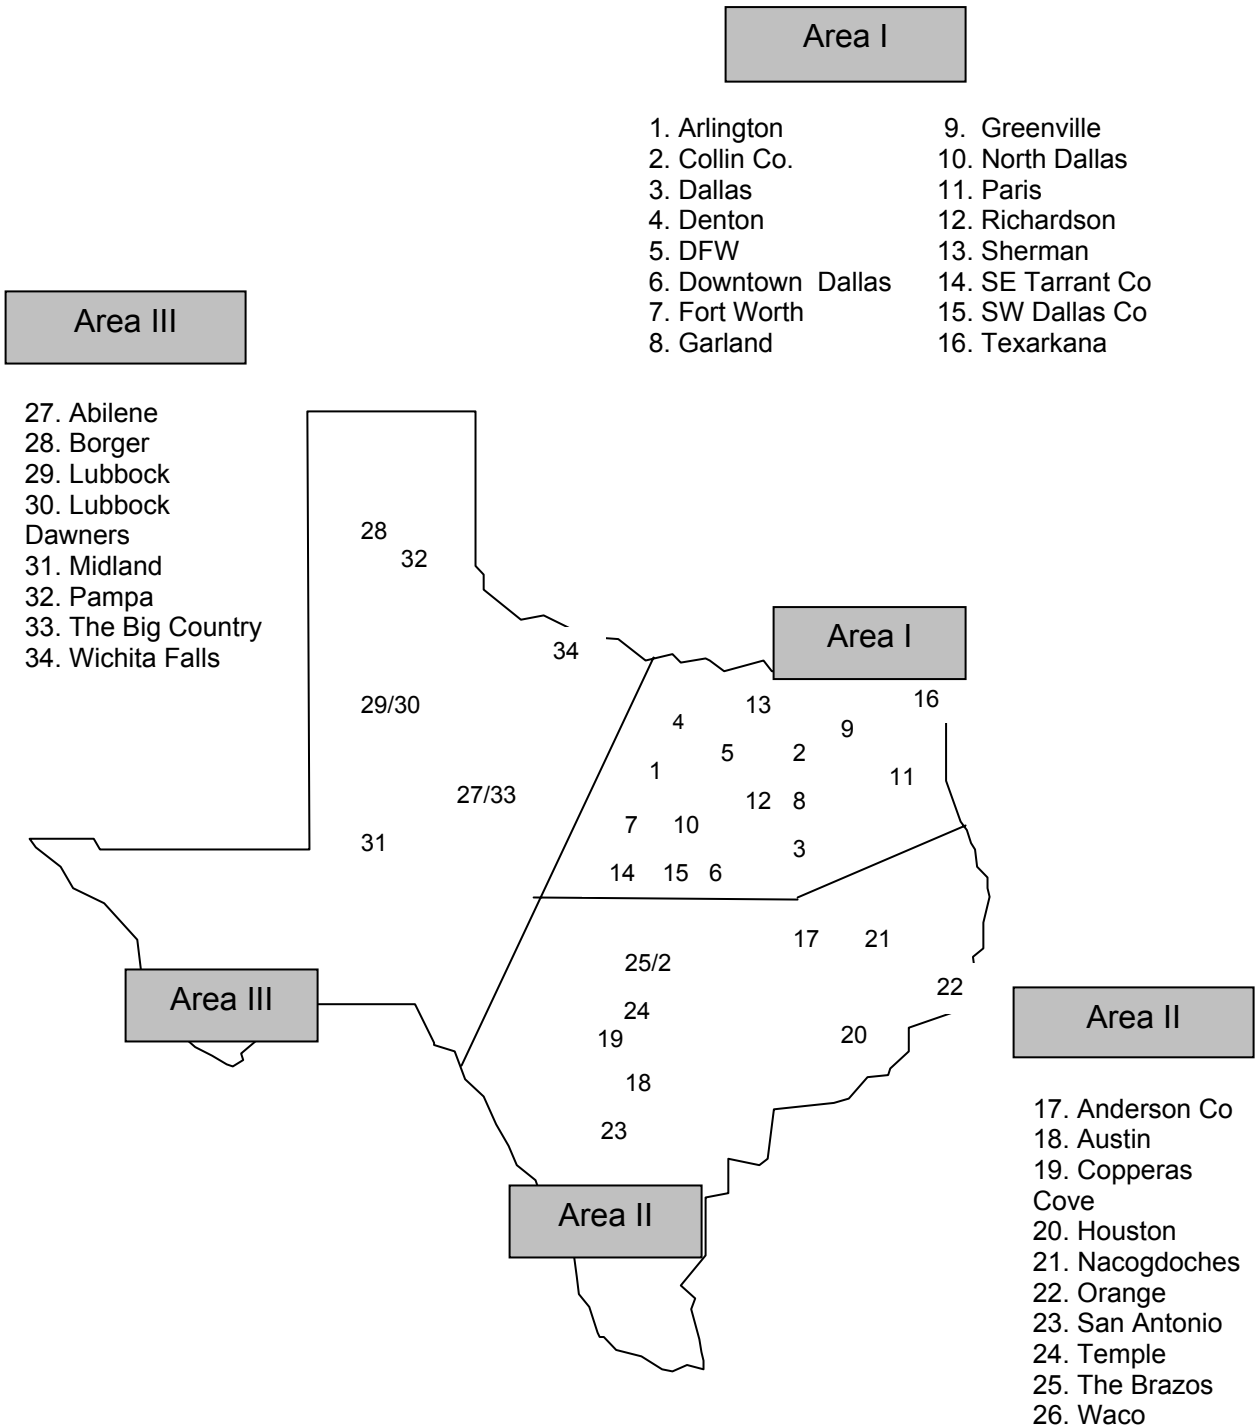 Area I
1. Arlington
2. Collin Co.
3. Dallas
4. Denton
5. DFW
6. Downtown Dallas
7. Fort Worth
8. Garland
9. Greenville
10. North Dallas
11. Paris
12. Richardson
13. Sherman
14. SE Tarrant Co
15. SW Dallas Co
16. Texarkana
Area III
27. Abilene
28. Borger
29. Lubbock
30. Lubbock
Dawners
31. Midland
32. Pampa
33. The Big Country
34. Wichita Falls
28
32
34
29/30
27/33
31
Area III
Area I
16
13
4
9
5
2
1
11
12
8
7
10
3
14
15
6
17
21
25/2
22
24
19
20
18
23
Area II
Area II
17. Anderson Co
18. Austin
19. Copperas
Cove
20. Houston
21. Nacogdoches
22. Orange
23. San Antonio
24. Temple
25. The Brazos
26. Waco